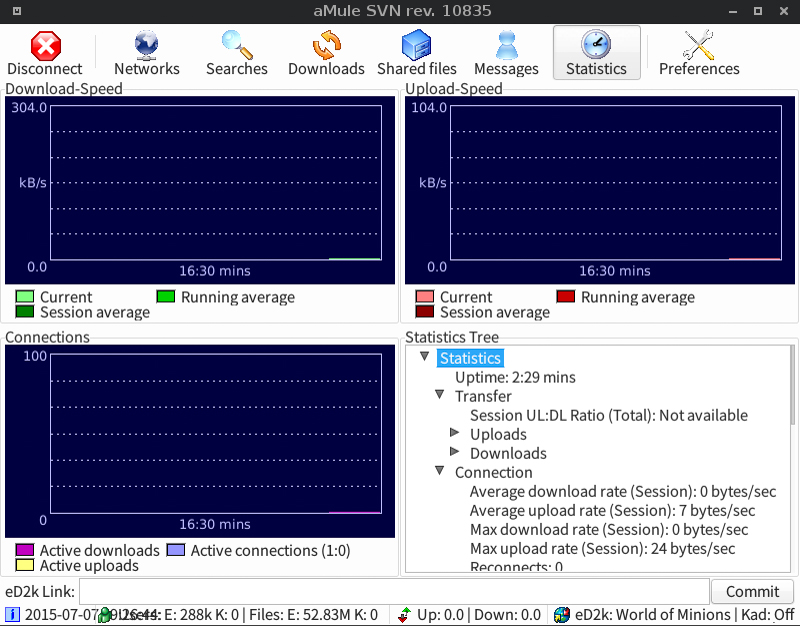 aMule SVN rev. 10835
Disconnect Networks Searches Downloads Shared files Messages Statistics Preferences
Download-Speed
304.0
kB/s
0.0
16:30 mins
Current Running average
Session average
Upload-Speed
104.0
kB/s
0.0
16:30 mins
Current Running average
Session average
Connections
100
0
16:30 mins
Active downloads Active connections (1:0)
Active uploads
Statistics Tree
Statistics
Uptime: 2:29 mins
Transfer
Session UL:DL Ratio (Total): Not available
Uploads
Downloads
Connection
Average download rate (Session): 0 bytes/sec
Average upload rate (Session): 7 bytes/sec
Max download rate (Session): 0 bytes/sec
Max upload rate (Session): 24 bytes/sec
Reconnects: 0
eD2k Link: Commit
2015-07-07 Users: E: 288k K: 0 | Files: E: 52.83M K: 0 Up: 0.0 | Down: 0.0 eD2k: World of Minions | Kad: Off